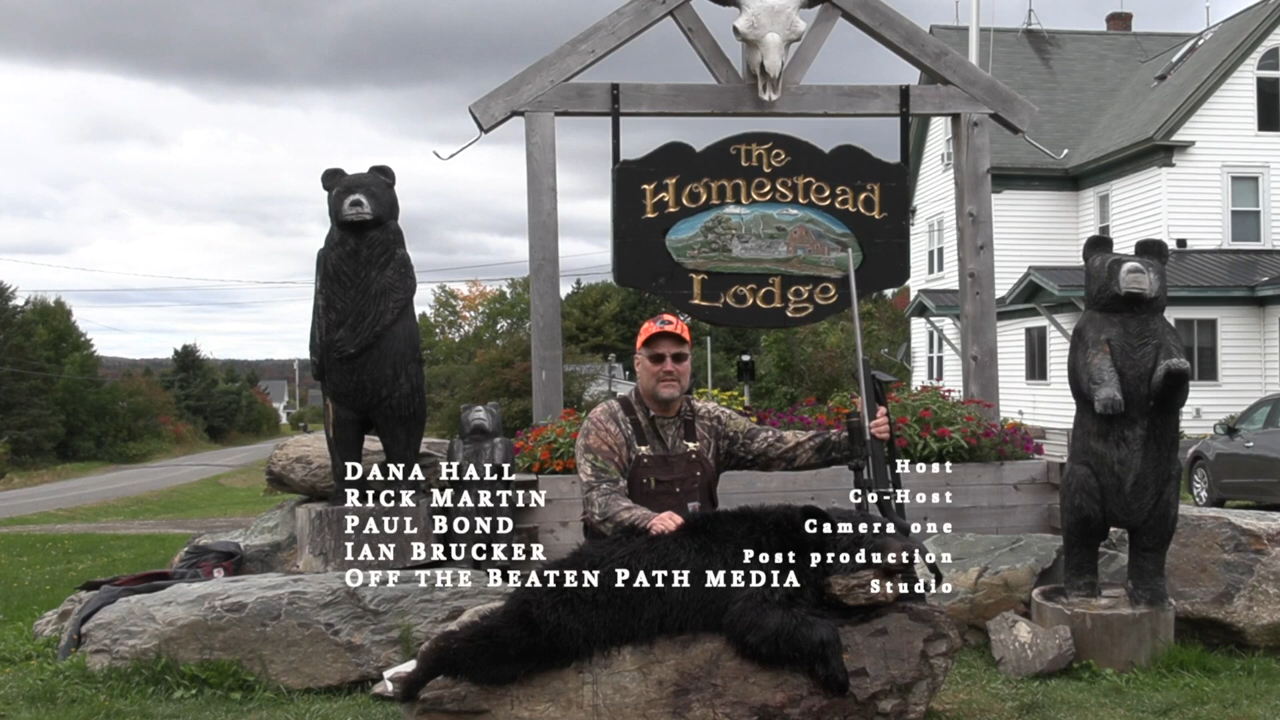 the
Homestead
Lodge
DANA HALL Host
RICK MARTIN Co-Host
PAUL BOND Camera one
IAN BRUCKER Post production
OFF THE BEATEN PATH MEDIA Studio